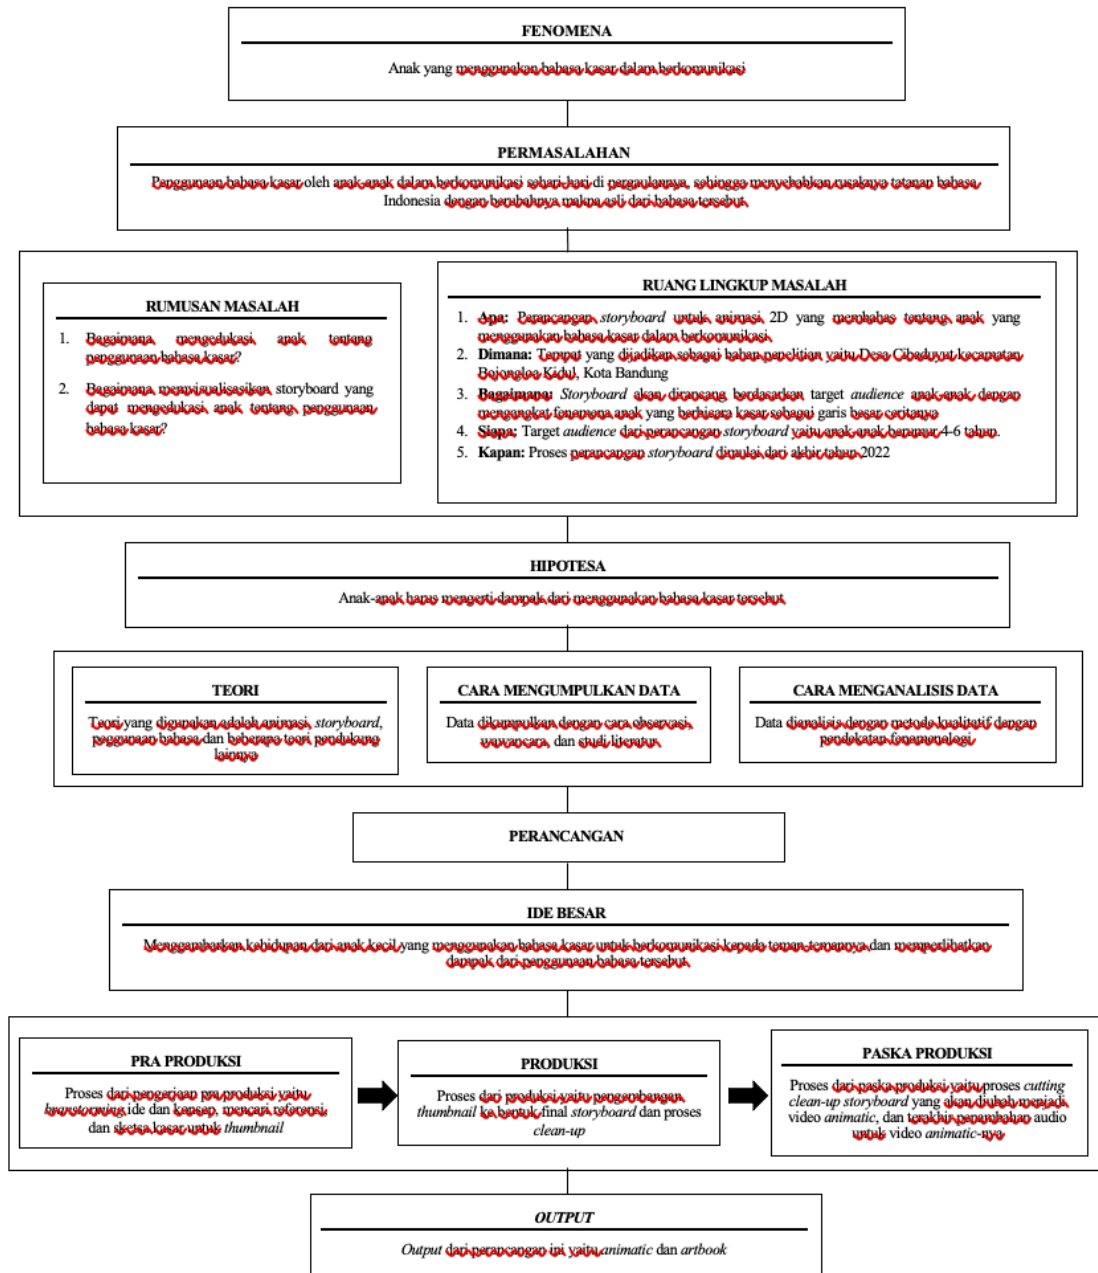 FENOMENA
Anak yang menggunakan bahasa kasar dalam berkomunikasi
PERMASALAHAN
Penggunaan bahasa kasar oleh anak-anak dalam berkomunikasi sehari-hari di pergaulannya, sehingga menyebabkan rusaknya tatanan bahasa
Indonesia dengan berubahnya makna asli dari bahasa tersebut.
RUMUSAN MASALAH
1. Bagaimana mengedukasi anak tentang
penggunaan bahasa kasar?
2. Bagaimana memvisualisasikan storyboard yang
dapat mengedukasi anak tentang penggunaan
bahasa kasar?
RUANG LINGKUP MASALAH
1. Apa: Perancangan storyboard untuk animasi 2D yang membahas tentang anak yang
menggunakan bahasa kasar dalam berkomunikasi.
2. Dimana: Tempat yang dijadikan sebagai bahan penelitian yaitu Desa Cibaduyut kecamatan
Bojongloa Kidul, Kota Bandung
3. Bagaimana: Storyboard akan dirancang berdasarkan target audience anak-anak dengan
mengangkat fenomena anak yang berbicara kasar sebagai garis besar ceritanya
4. Siapa: Target audience dari perancangan storyboard yaitu anak-anak berumur 4-6 tahun.
5. Kapan: Proses perancangan storyboard dimulai dari akhir tahun 2022
HIPOTESA
Anak-anak harus mengerti dampak dari menggunakan bahasa kasar tersebut
TEORI
Teori yang digunakan adalah animasi, storyboard,
peggunaan bahasa dan beberapa teori pendukung
lainnya
CARA MENGUMPULKAN DATA
Data dikumpulkan dengan cara observasi,
wawancara, dan studi literatur.
CARA MENGANALISIS DATA
Data dianalisis dengan metode kualitatif dengan
pendekatan fenomenologi.
PERANCANGAN
IDE BESAR
Menggambarkan kehidupan dari anak kecil yang menggunakan bahasa kasar untuk berkomunikasi kepada teman-temannya dan memperlihatkan
dampak dari penggunaan bahasa tersebut.
PRA PRODUKSI
Proses dari pengerjaan pra produksi yaitu
brainstorming ide dan konsep, mencari referensi,
dan sketsa kasar untuk thumbnail
PRODUKSI
Proses dari produksi yaitu pengembangan
thumbnail ke bentuk final storyboard dan proses
clean-up
PASKA PRODUKSI
Proses dari paska produksi yaitu proses cutting
clean-up storyboard yang akan diubah menjadi
video animatic, dan terakhir penambahan audio
untuk video animatic-nya
OUTPUT
Output dari perancangan ini yaitu animatic dan artbook